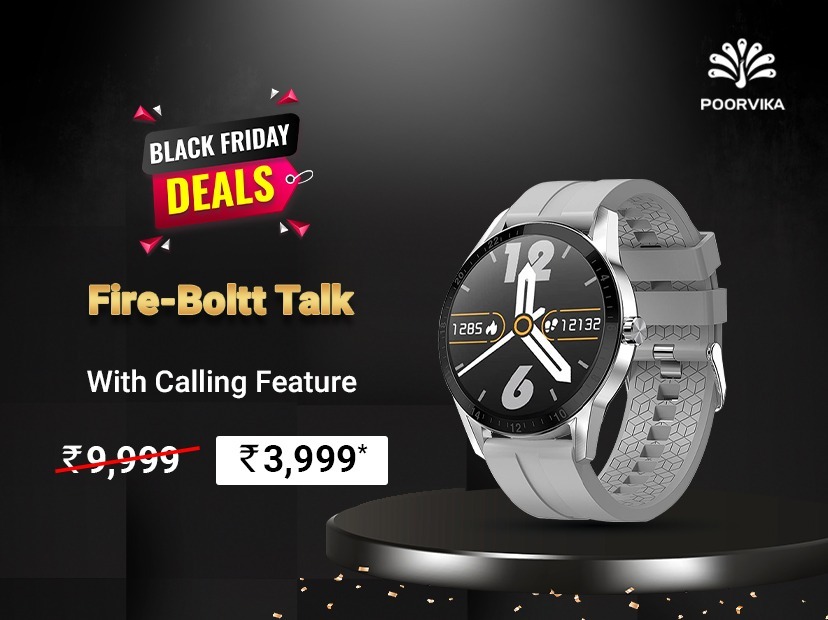 POORVIKA
BLACK FRIDAY
DEALS
Fire-Boltt Talk
With Calling Feature
₹9,999 ₹3,999*
12
1285 12132
6